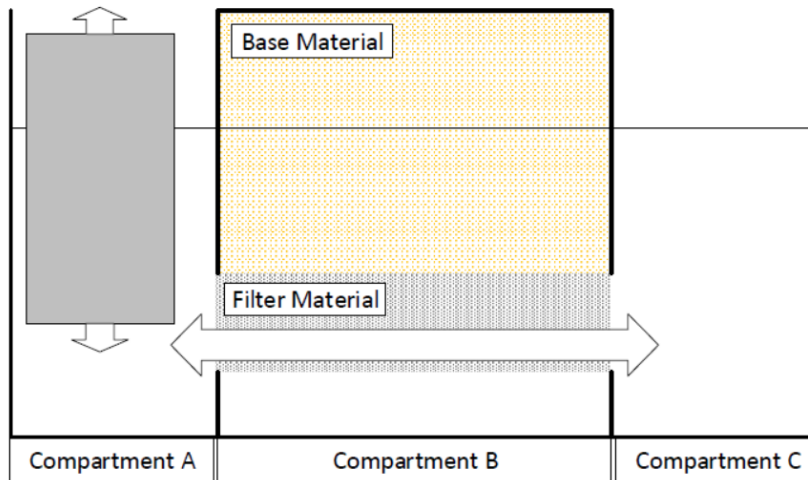 Base Material
Filter Material
Compartment A
Compartment B
Compartment C